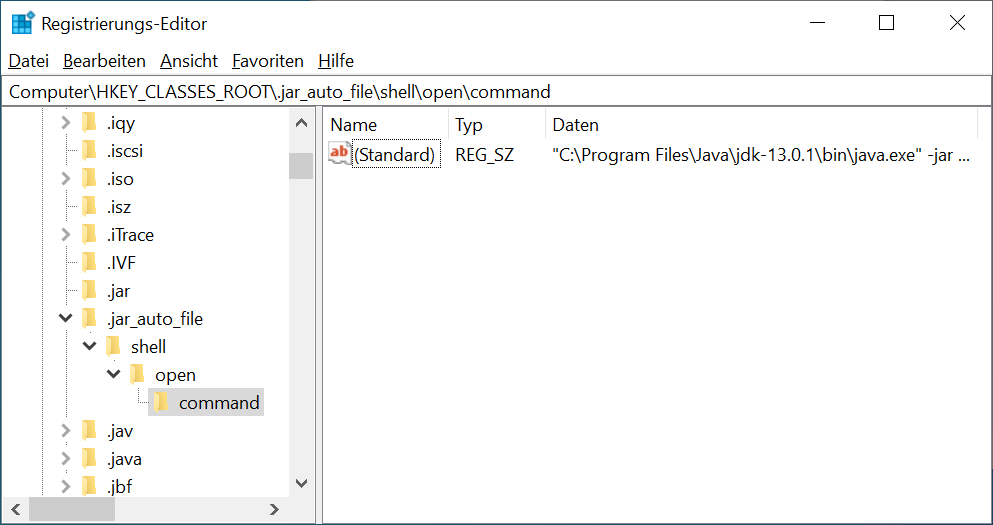 Registrierungs-Editor
Datei Bearbeiten Ansicht Favoriten Hilfe
Computer\HKEY_CLASSES_ROOT\.jar_auto_file\shell\open\command
.iqy
.iscsi
.iso
.isz
.iTrace
.IVF
.jar
.jar_auto_file
shell
open
command
.jav
.java
.jbf
Name Typ Daten
ab (Standard) REG_SZ "C:\Program Files\Java\jdk-13.0.1\bin\java.exe" -jar ...